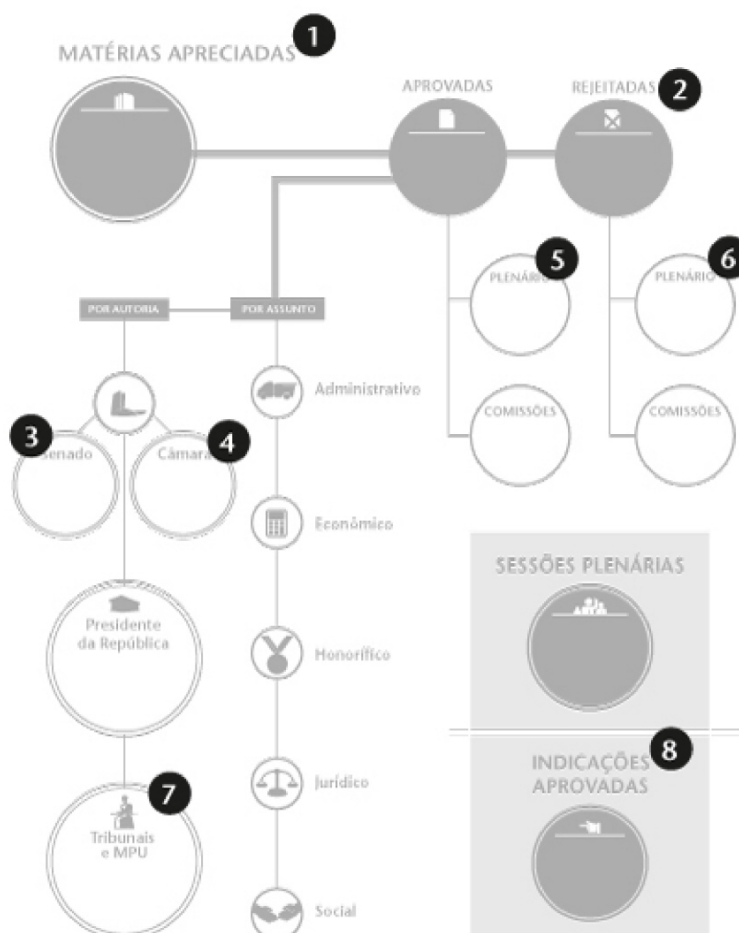 MATÉRIAS APRECIADAS
1
APROVADAS
REJEITADAS
2
PLENÁRIO
5
PLENÁRIO
6
POR AUTORIA
POR ASSUNTO
Administrativo
COMISSÕES
COMISSÕES
3
Senado
Câmara
4
Econômico
SESSÕES PLENÁRIAS
Presidente
da República
Honorífico
INDICAÇÕES
APROVADAS
8
7
Tribunais
e MPU
Jurídico
Social